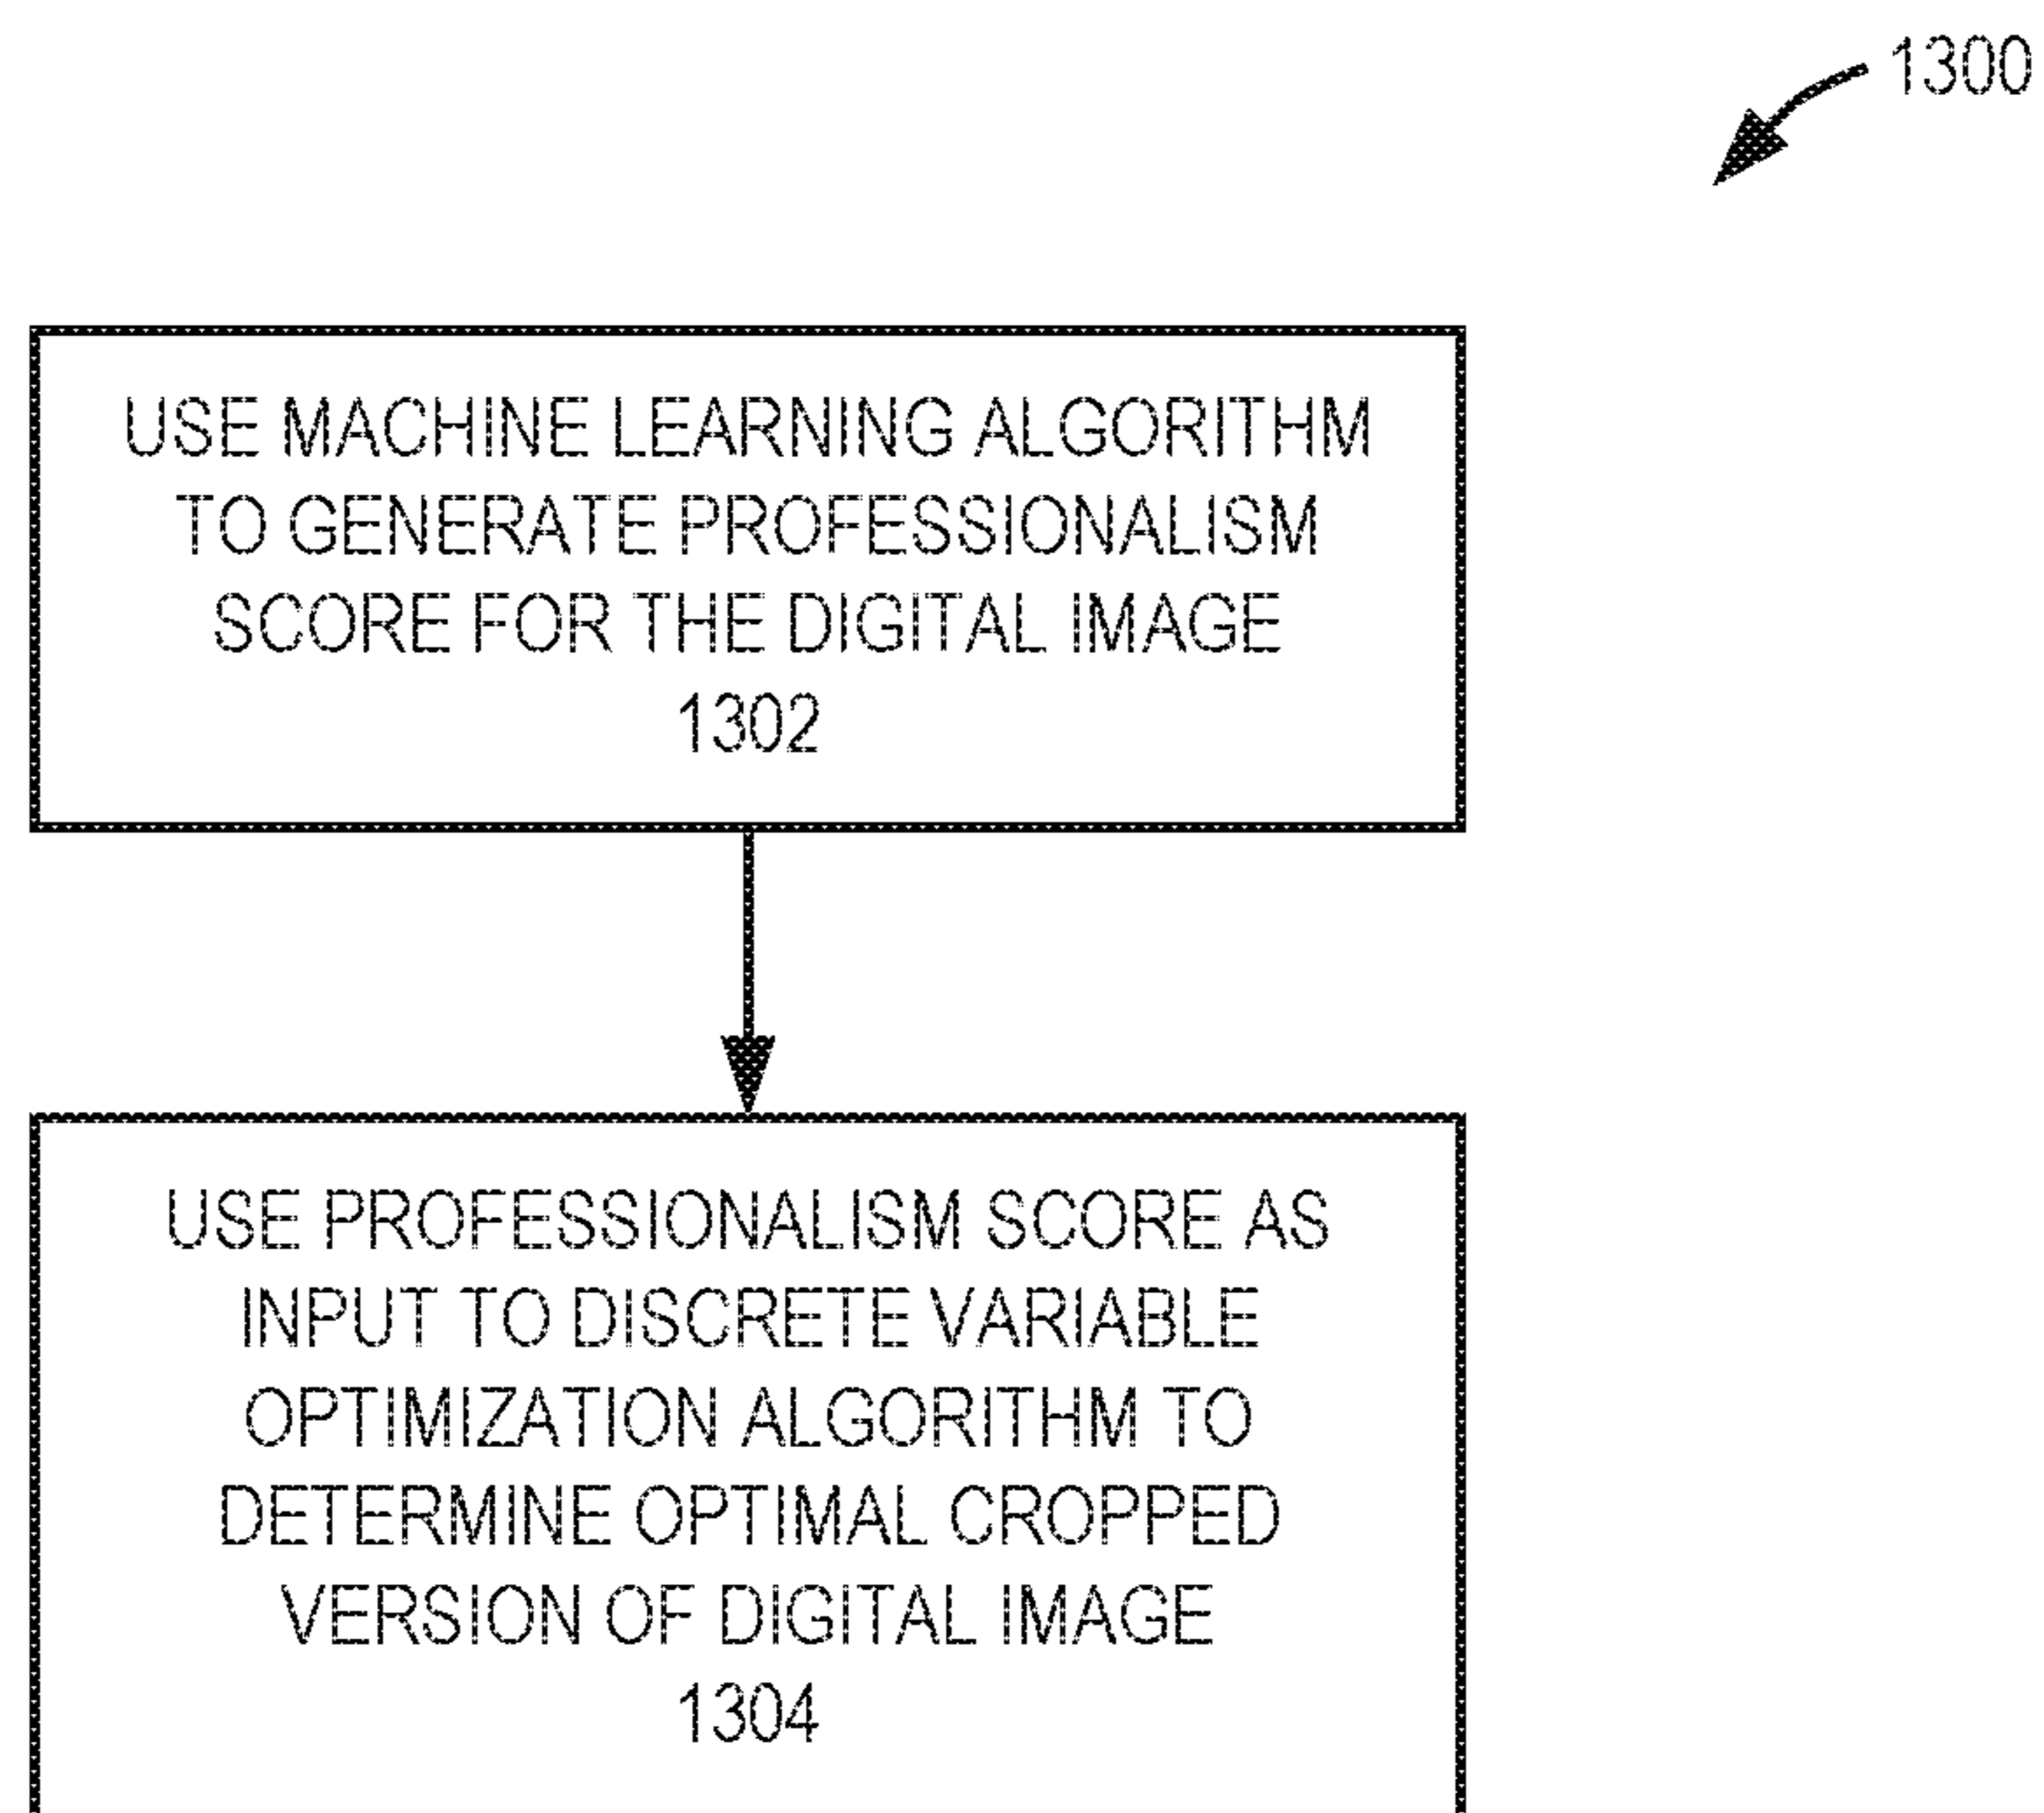 1300
USE MACHINE LEARNING ALGORITHM
TO GENERATE PROFESSIONALISM
SCORE FOR THE DIGITAL IMAGE
1302
USE PROFESSIONALISM SCORE AS
INPUT TO DISCRETE VARIABLE
OPTIMIZATION ALGORITHM TO
DETERMINE OPTIMAL CROPPED
VERSION OF DIGITAL IMAGE
1304